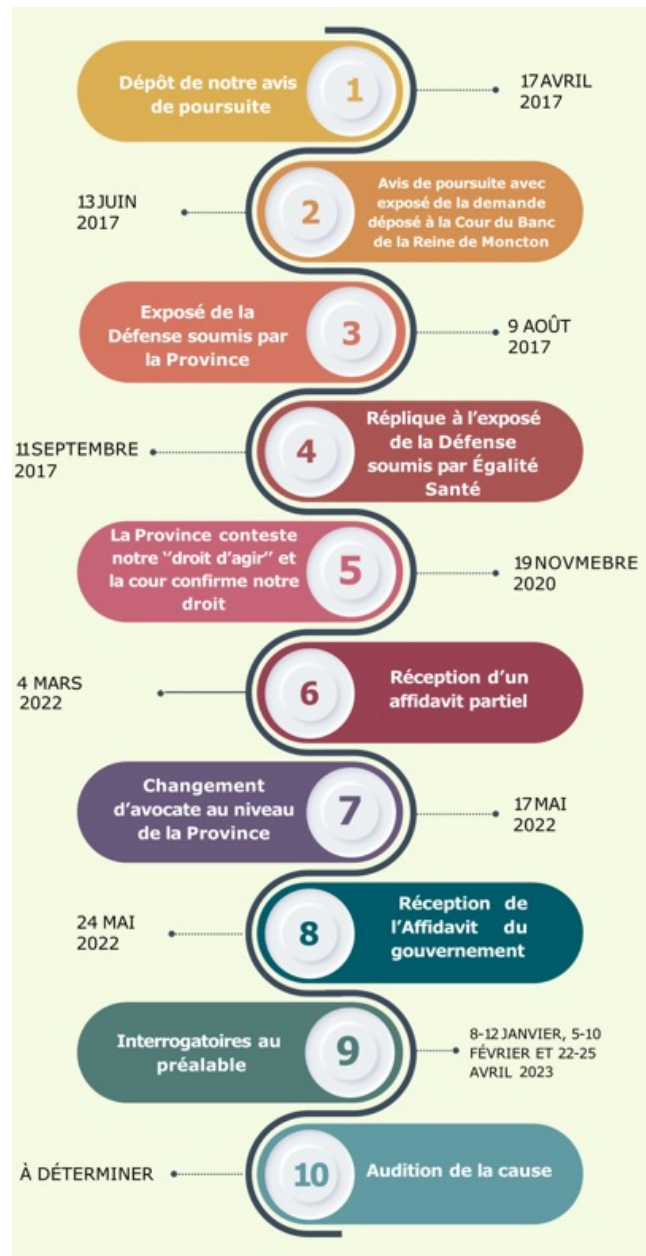 Dépôt de notre avis
de poursuite
1
17 AVRIL
2017
13 JUIN
2017
2
Avis de poursuite avec
exposé de la demande
déposé à la Cour du Banc
de la Reine de Moncton
Exposé de la
Défense soumis par
la Province
3
9 AOÛT
2017
11 SEPTEMBRE
2017
4
Réplique à l'exposé
de la Défense
soumis par Égalité
Santé
La Province conteste
notre "droit d'agir" et
la cour confirme notre
droit
5
19 NOVMEBRE
2020
4 MARS
2022
6
Réception d'un
affidavit partiel
Changement
d'avocate au niveau
de la Province
7
17 MAI
2022
24 MAI
2022
8
Réception de
l'Affidavit du
gouvernement
Interrogatoires au
préalable
9
8-12 JANVIER, 5-10
FÉVRIER ET 22-25
AVRIL 2023
À DÉTERMINER
10
Audition de la cause